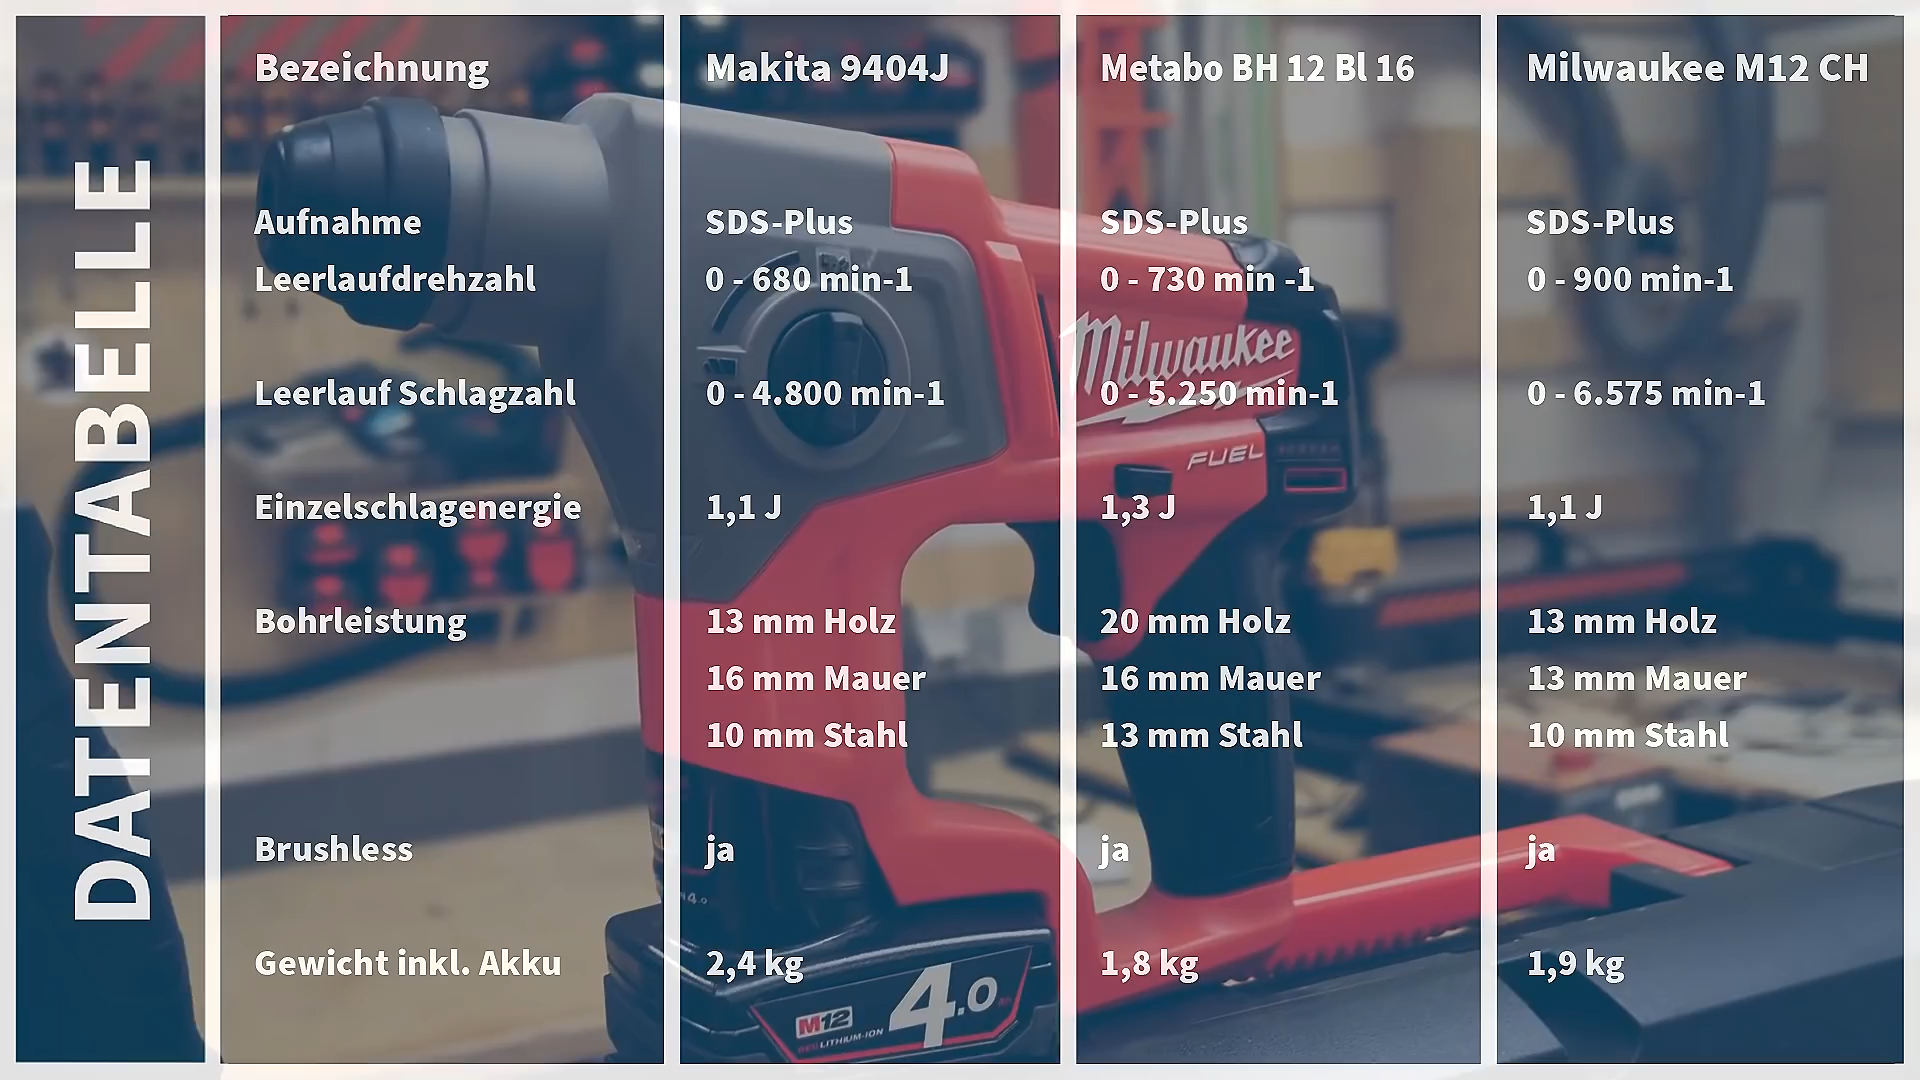 DATENTABELLE
Bezeichnung Makita 9404J Metabo BH 12 Bl 16 Milwaukee M12 CH
Aufnahme SDS-Plus SDS-Plus SDS-Plus
Leerlaufdrehzahl 0 - 680 min-1 0 - 730 min -1 0 - 900 min-1
Milwaukee
Leerlauf Schlagzahl 0 - 4.800 min-1 0 - 5.250 min-1 0 - 6.575 min-1
FUEL
Einzelschlagenergie 1,1 J 1,3 J 1,1 J
Bohrleistung 13 mm Holz 20 mm Holz 13 mm Holz
16 mm Mauer 16 mm Mauer 13 mm Mauer
10 mm Stahl 13 mm Stahl 10 mm Stahl
Brushless ja ja ja
Gewicht inkl. Akku 2,4 kg 1,8 kg 1,9 kg
M12 4.0
LITHIUM-ION